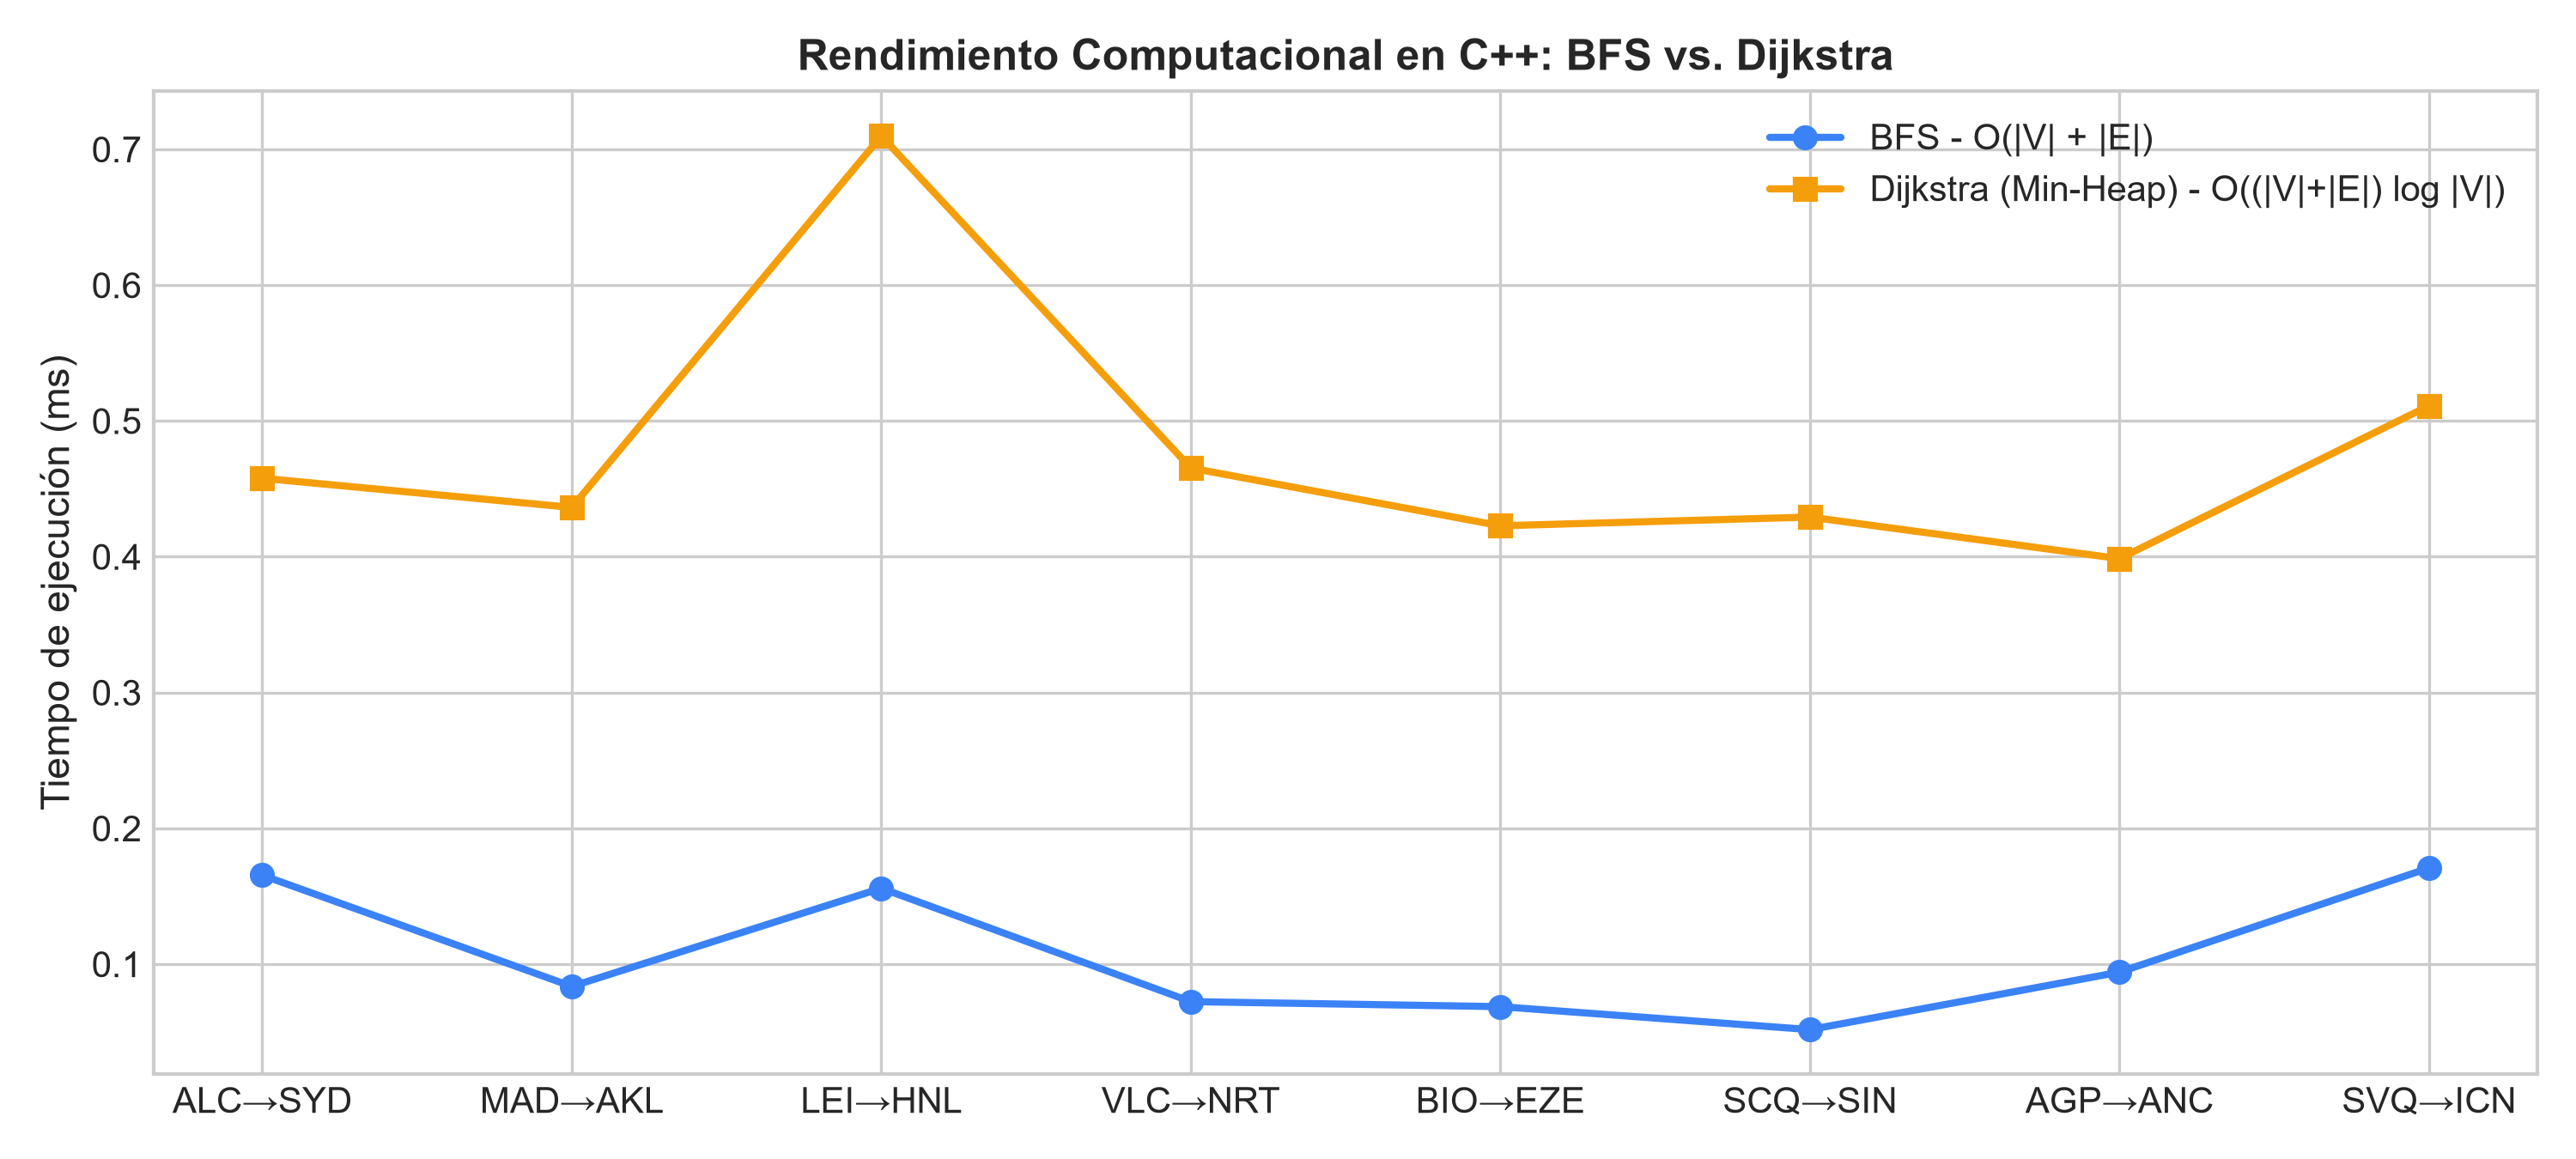 Rendimiento Computacional en C++: BFS vs. Dijkstra
BFS - O(|V| + |E|)
Dijkstra (Min-Heap) - O((|V|+|E|) log |V|)
Tiempo de ejecución (ms)
0.7
0.6
0.5
0.4
0.3
0.2
0.1
ALC→SYD MAD→AKL LEI→HNL VLC→NRT BIO→EZE SCQ→SIN AGP→ANC SVQ→ICN